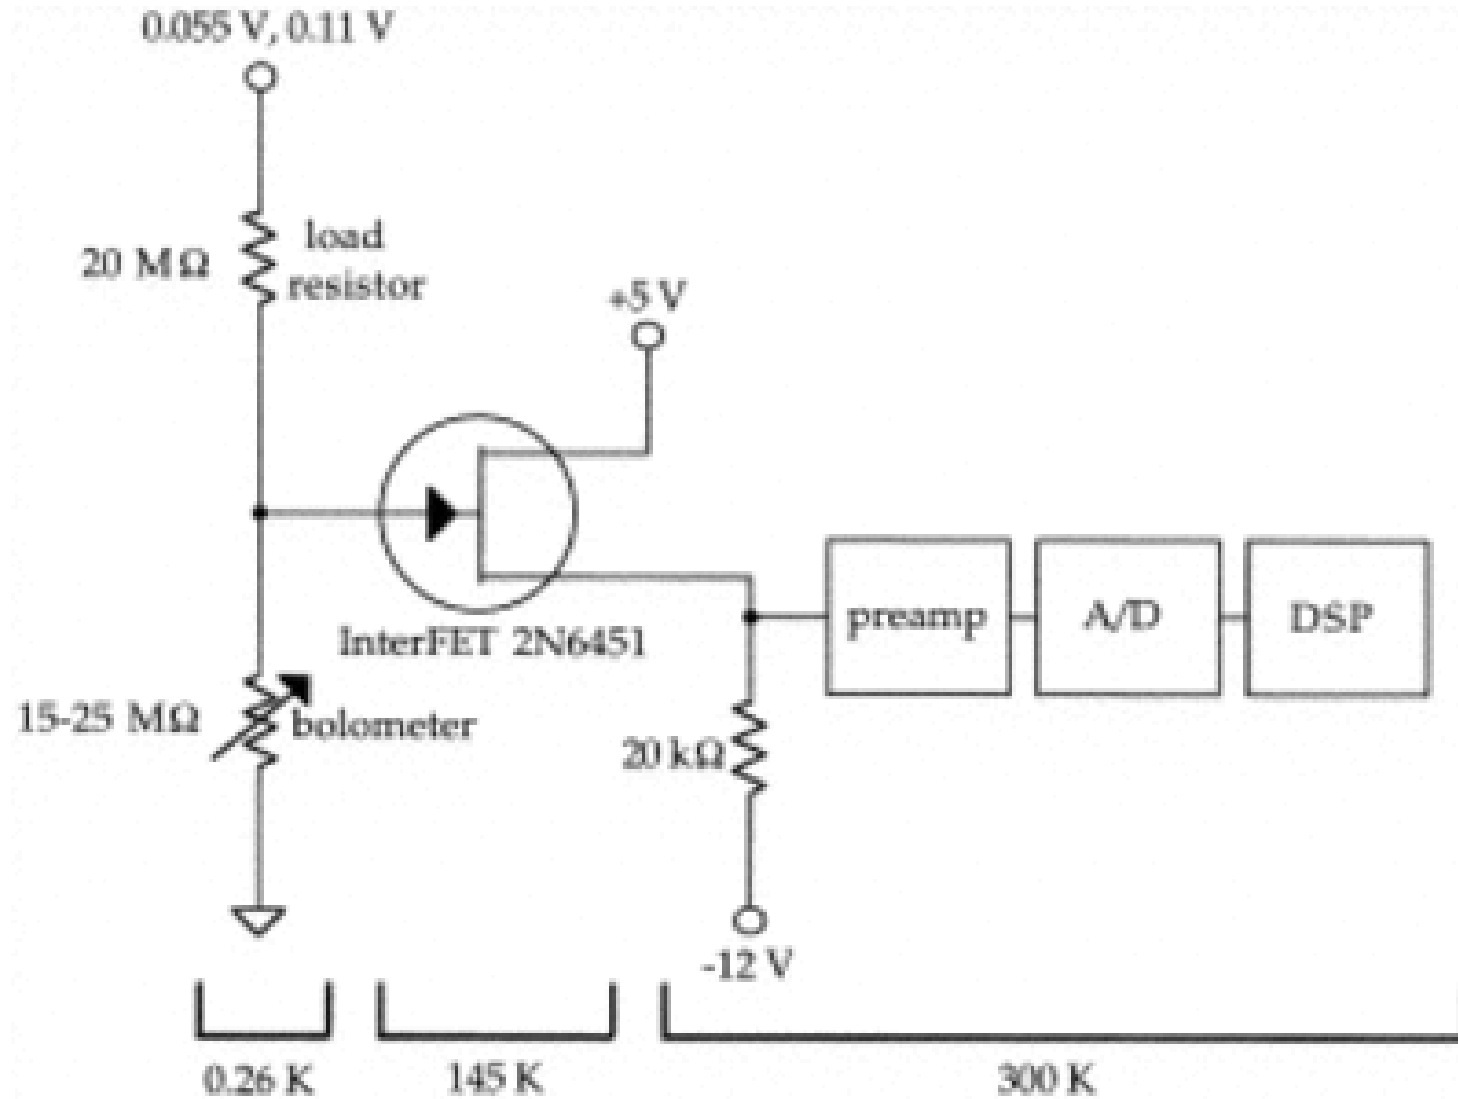 0.055 V, 0.11 V
20 MΩ
load
resistor
+5 V
InterFET 2N6451
preamp
A/D
DSP
15-25 MΩ
bolometer
20 kΩ
-12 V
0.26 K
145 K
300 K